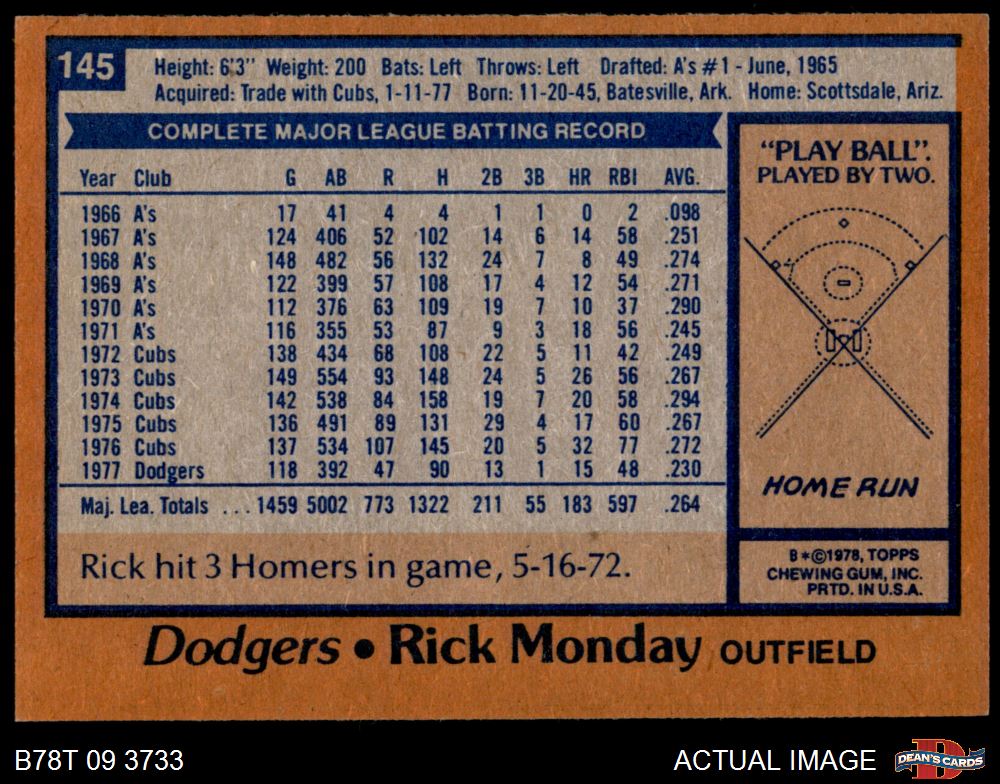 145
Height: 6'3" Weight: 200 Bats: Left Throws: Left Drafted: A's #1 - June, 1965
Acquired: Trade with Cubs, 1-11-77 Born: 11-20-45, Batesville, Ark. Home: Scottsdale, Ariz.
COMPLETE MAJOR LEAGUE BATTING RECORD
Year Club G AB R H 2B 3B HR RBI AVG.
1966 A's 17 41 4 4 1 1 0 2 .098
1967 A's 124 406 52 102 14 6 14 58 .251
1968 A's 148 482 56 132 24 7 8 49 .274
1969 A's 122 399 57 108 17 4 12 54 .271
1970 A's 112 376 63 109 19 7 10 37 .290
1971 A's 116 355 53 87 9 3 18 56 .245
1972 Cubs 138 434 68 108 22 5 11 42 .249
1973 Cubs 149 554 93 148 24 5 26 56 .267
1974 Cubs 142 538 84 158 19 7 20 58 .294
1975 Cubs 136 491 89 131 29 4 17 60 .267
1976 Cubs 137 534 107 145 20 5 32 77 .272
1977 Dodgers 118 392 47 90 13 1 15 48 .230
Maj. Lea. Totals ... 1459 5002 773 1322 211 55 183 597 .264
Rick hit 3 Homers in game, 5-16-72.
"PLAY BALL".
PLAYED BY TWO.
HOME RUN
B*©1978, TOPPS
CHEWING GUM, INC.
PRTD. IN U.S.A.
Dodgers • Rick Monday OUTFIELD
B78T 09 3733
ACTUAL IMAGE
D
DEAN'S CARDS